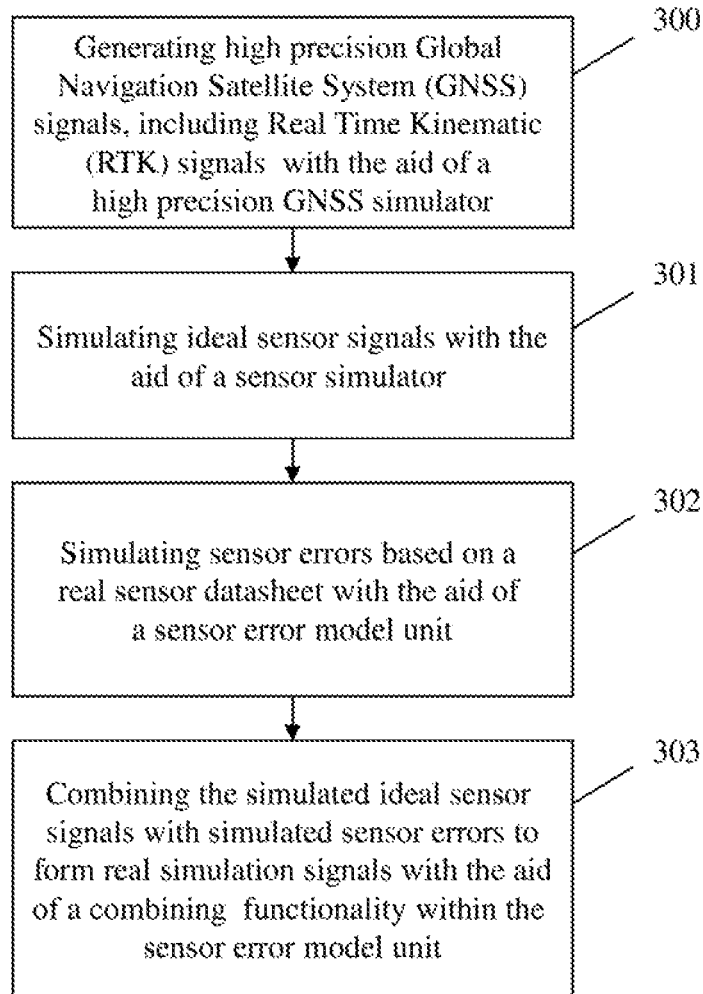 300
Generating high precision Global
Navigation Satellite System (GNSS)
signals, including Real Time Kinematic
(RTK) signals with the aid of a
high precision GNSS simulator
301
Simulating ideal sensor signals with the
aid of a sensor simulator
302
Simulating sensor errors based on a
real sensor datasheet with the aid of
a sensor error model unit
303
Combining the simulated ideal sensor
signals with simulated sensor errors to
form real simulation signals with the aid
of a combining functionality within the
sensor error model unit